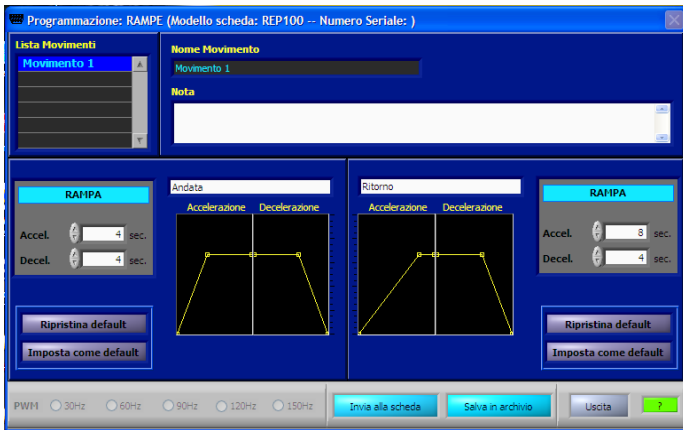 Programmazione: RAMPE (Modello scheda: REP100 -- Numero Seriale: )
Lista Movimenti
Movimento 1
Nome Movimento
Movimento 1
Nota
RAMPA
Accel. 4 sec.
Decel. 4 sec.
Ripristina default
Imposta come default
Andata
Accelerazione Decelerazione
Ritorno
Accelerazione Decelerazione
RAMPA
Accel. 8 sec.
Decel. 4 sec.
Ripristina default
Imposta come default
PWM 30Hz 60Hz 90Hz 120Hz 150Hz Invia alla scheda Salva in archivio Uscita ?